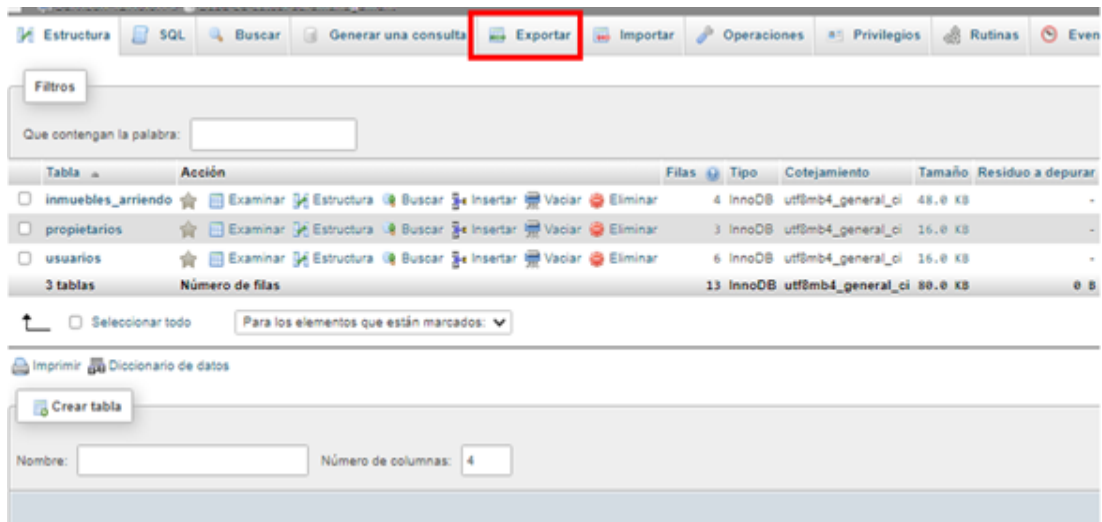 Estructura SQL Buscar Generar una consulta Exportar Importar Operaciones Privilegios Rutinas Even
Filtros
Que contengan la palabra:
Tabla Acción Filas Tipo Cotejamiento Tamaño Residuo a depurar
inmuebles_arriendo Examinar Estructura Buscar Insertar Vaciar Eliminar 4 InnoDB utf8mb4_general_ci 48.0 KB -
propietarios Examinar Estructura Buscar Insertar Vaciar Eliminar 3 InnoDB utf8mb4_general_ci 16.0 KB -
usuarios Examinar Estructura Buscar Insertar Vaciar Eliminar 6 InnoDB utf8mb4_general_ci 16.0 KB -
3 tablas Número de filas 13 InnoDB utf8mb4_general_ci 80.0 KB 0 B
Seleccionar todo Para los elementos que están marcados:
Imprimir Diccionario de datos
Crear tabla
Nombre: Número de columnas: 4